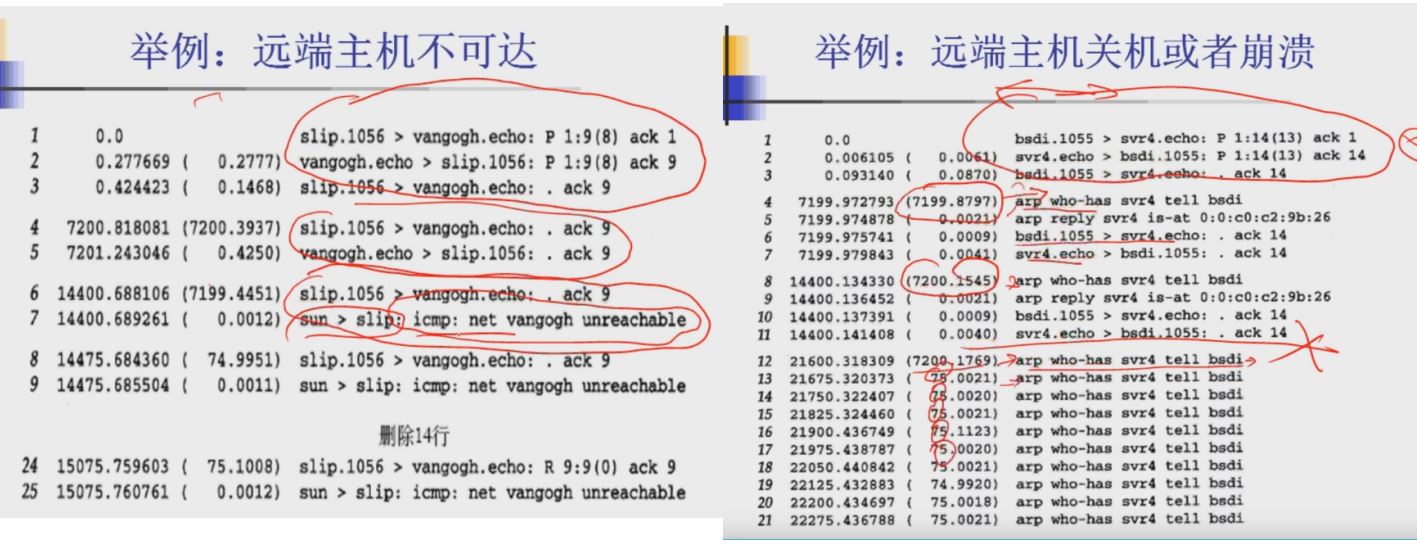 举例：远端主机不可达
1 0.0 slip.1056 > vangogh.echo: P 1:9(8) ack 1
2 0.277669 ( 0.2777) vangogh.echo > slip.1056: P 1:9(8) ack 9
3 0.424423 ( 0.1468) slip.1056 > vangogh.echo: . ack 9
4 7200.818081 (7200.3937) slip.1056 > vangogh.echo: . ack 9
5 7201.243046 ( 0.4250) vangogh.echo > slip.1056: . ack 9
6 14400.688106 (7199.4451) slip.1056 > vangogh.echo: . ack 9
7 14400.689261 ( 0.0012) sun > slip: icmp: net vangogh unreachable
8 14475.684360 ( 74.9951) slip.1056 > vangogh.echo: . ack 9
9 14475.685504 ( 0.0011) sun > slip: icmp: net vangogh unreachable
删除14行
24 15075.759603 ( 75.1008) slip.1056 > vangogh.echo: R 9:9(0) ack 9
25 15075.760761 ( 0.0012) sun > slip: icmp: net vangogh unreachable
举例：远端主机关机或者崩溃
1 0.0 bsdi.1055 > svr4.echo: P 1:14(13) ack 1
2 0.006105 ( 0.0061) svr4.echo > bsdi.1055: P 1:14(13) ack 14
3 0.093140 ( 0.0870) bsdi.1055 > svr4.echo: . ack 14
4 7199.972793 (7199.8797) arp who-has svr4 tell bsdi
5 7199.974878 ( 0.0021) arp reply svr4 is-at 0:0:c0:c2:9b:26
6 7199.975741 ( 0.0009) bsdi.1055 > svr4.echo: . ack 14
7 7199.979843 ( 0.0041) svr4.echo > bsdi.1055: . ack 14
8 14400.134330 (7200.1545) arp who-has svr4 tell bsdi
9 14400.136452 ( 0.0021) arp reply svr4 is-at 0:0:c0:c2:9b:26
10 14400.137391 ( 0.0009) bsdi.1055 > svr4.echo: . ack 14
11 14400.141408 ( 0.0040) svr4.echo > bsdi.1055: . ack 14
12 21600.318309 (7200.1769) arp who-has svr4 tell bsdi
13 21675.320373 ( 75.0021) arp who-has svr4 tell bsdi
14 21750.322407 ( 75.0020) arp who-has svr4 tell bsdi
15 21825.324460 ( 75.0021) arp who-has svr4 tell bsdi
16 21900.436749 ( 75.1123) arp who-has svr4 tell bsdi
17 21975.438787 ( 75.0020) arp who-has svr4 tell bsdi
18 22050.440842 ( 75.0021) arp who-has svr4 tell bsdi
19 22125.432883 ( 74.9920) arp who-has svr4 tell bsdi
20 22200.434697 ( 75.0018) arp who-has svr4 tell bsdi
21 22275.436788 ( 75.0021) arp who-has svr4 tell bsdi